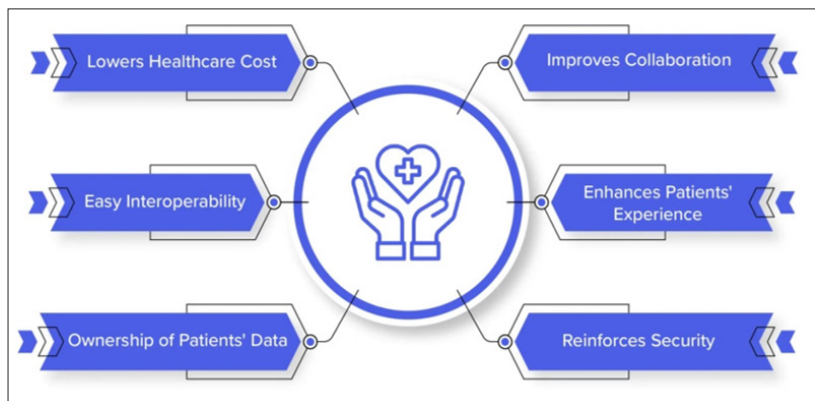 Lowers Healthcare Cost
Improves Collaboration
Easy Interoperability
Enhances Patients'
Experience
Ownership of Patients' Data
Reinforces Security